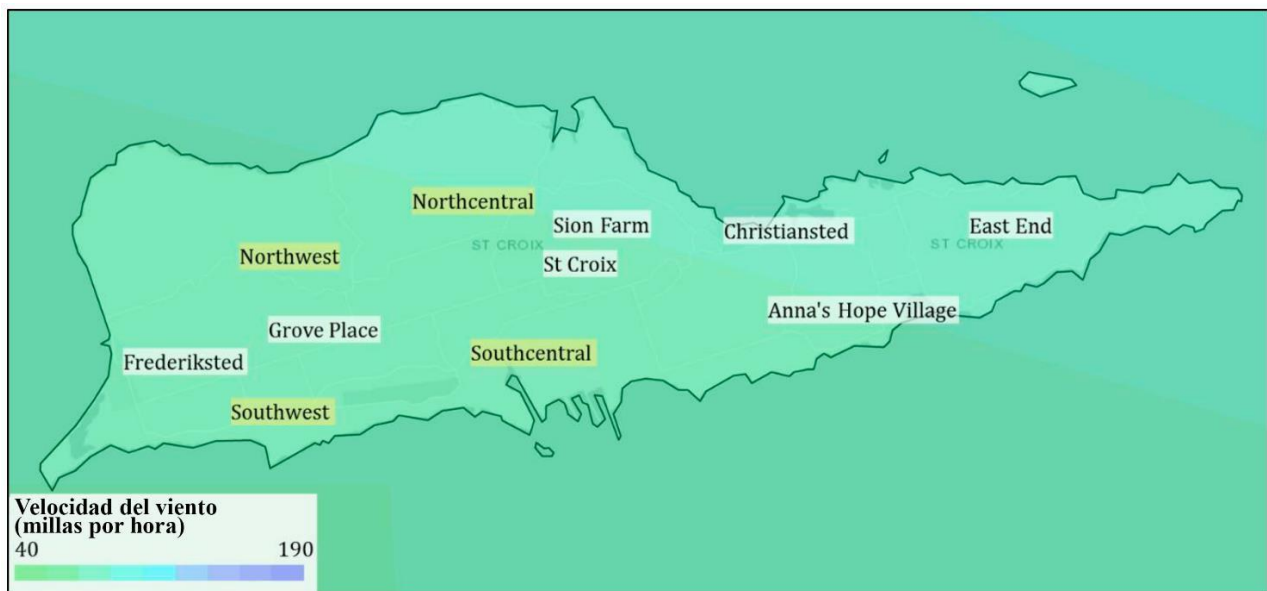 Northcentral
Sion Farm
Christiansted
East End
ST CROIX
ST CROIX
Northwest
St Croix
Anna's Hope Village
Grove Place
Southcentral
Frederiksted
Southwest
Velocidad del viento
(millas por hora)
40 190